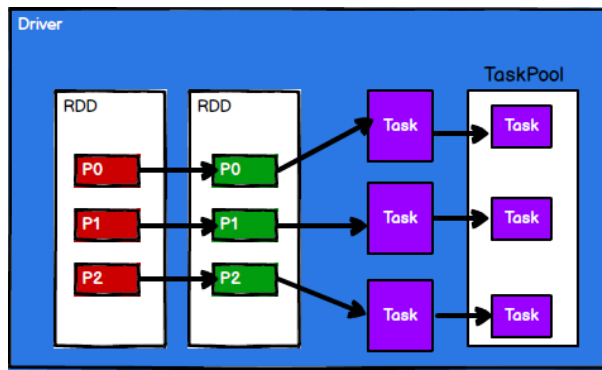 Driver
TaskPool
RDD
RDD
Task
Task
P0
P0
P1
P1
Task
Task
P2
P2
Task
Task